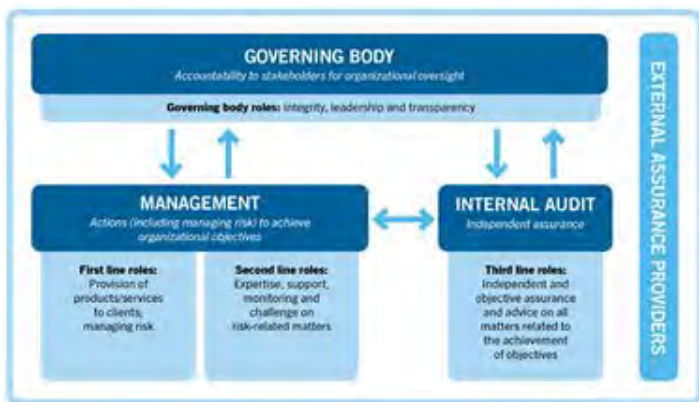 GOVERNING BODY
Accountability to stakeholders for organizational oversight
Governing body roles: integrity, leadership and transparency
MANAGEMENT
Actions (including managing risk) to achieve
organizational objectives
First line roles:
Provision of
products/services
to clients;
managing risk
Second line roles:
Expertise, support,
monitoring and
challenge on
risk-related matters
INTERNAL AUDIT
Independent assurance
Third line roles:
Independent and
objective assurance
and advice on all
matters related to
the achievement
of objectives
EXTERNAL ASSURANCE PROVIDERS